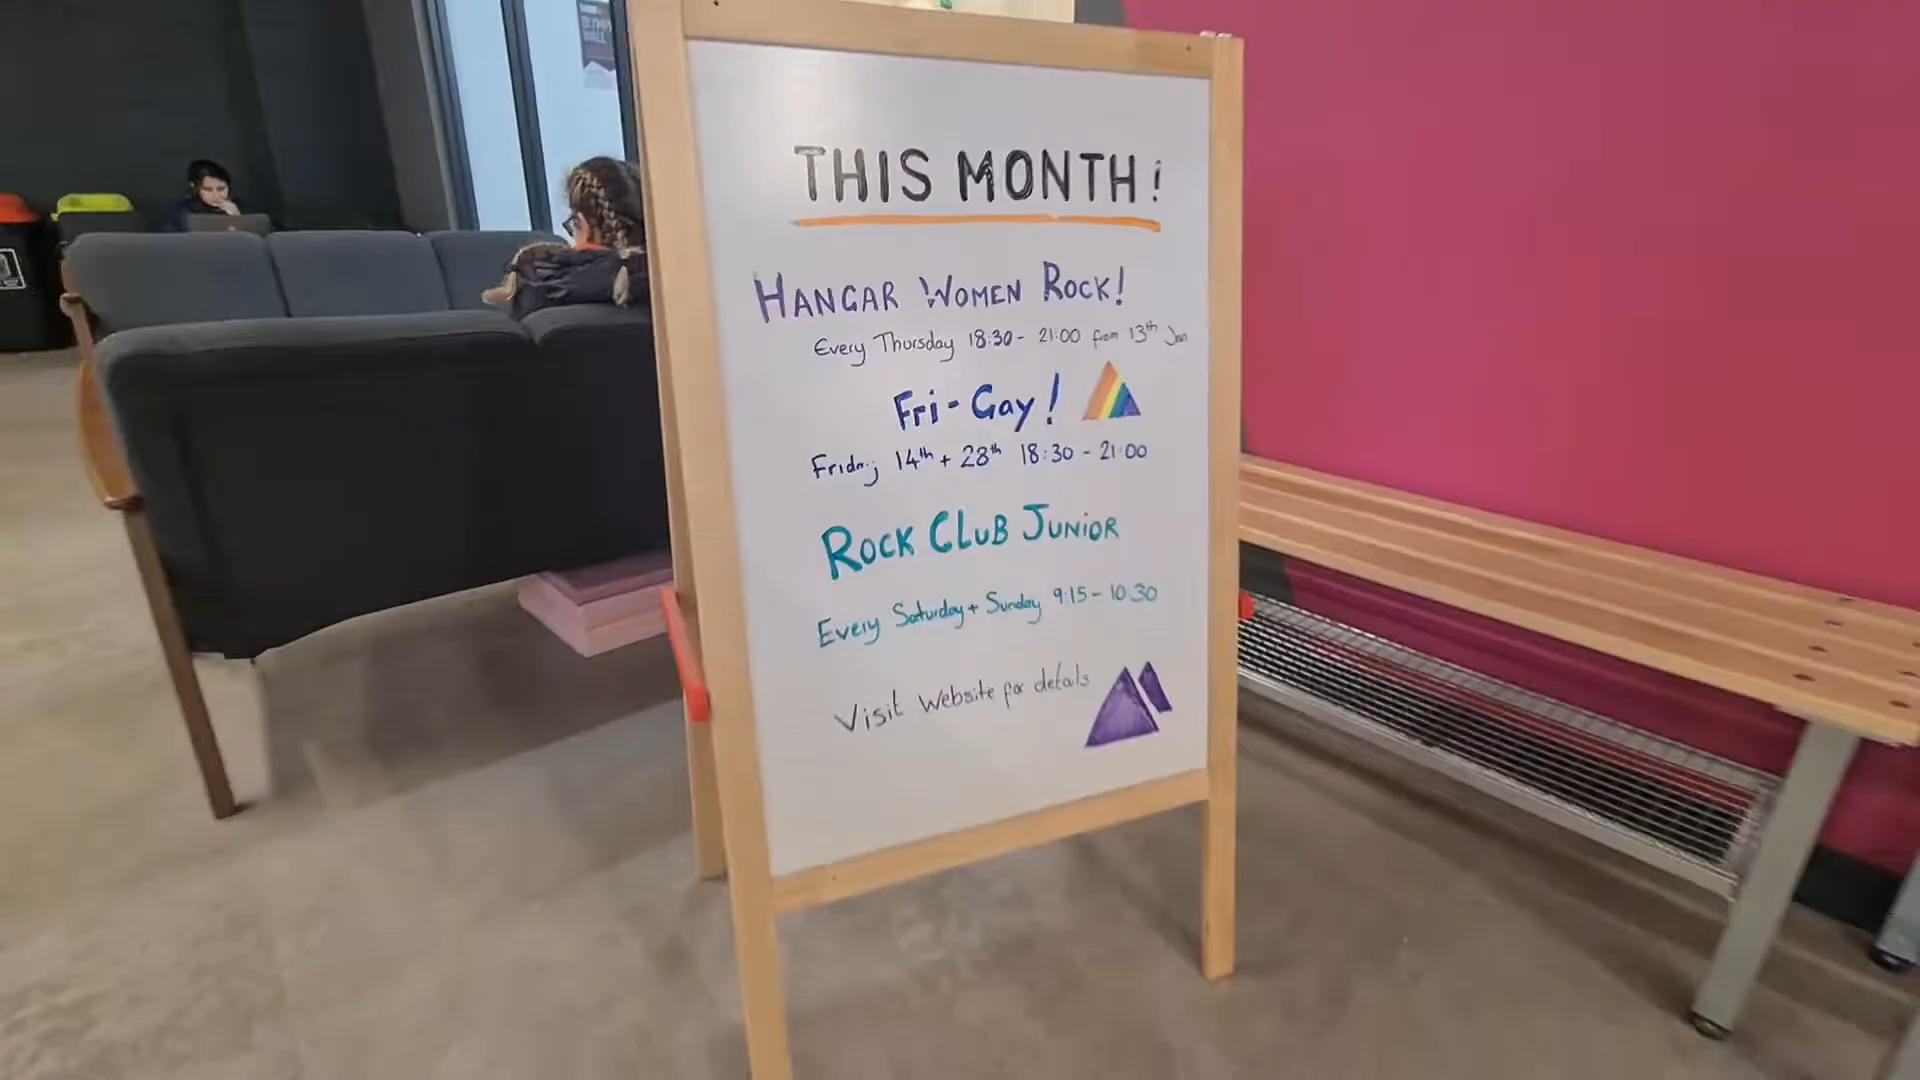 THIS MONTH!
HANGAR WOMEN ROCK!
Every Thursday 18:30 - 21:00 from 13th Jan
Fri-Gay!
Friday 14th + 28th 18:30 - 21:00
ROCK CLUB JUNIOR
Every Saturday + Sunday 9:15 - 10:30
Visit website for details